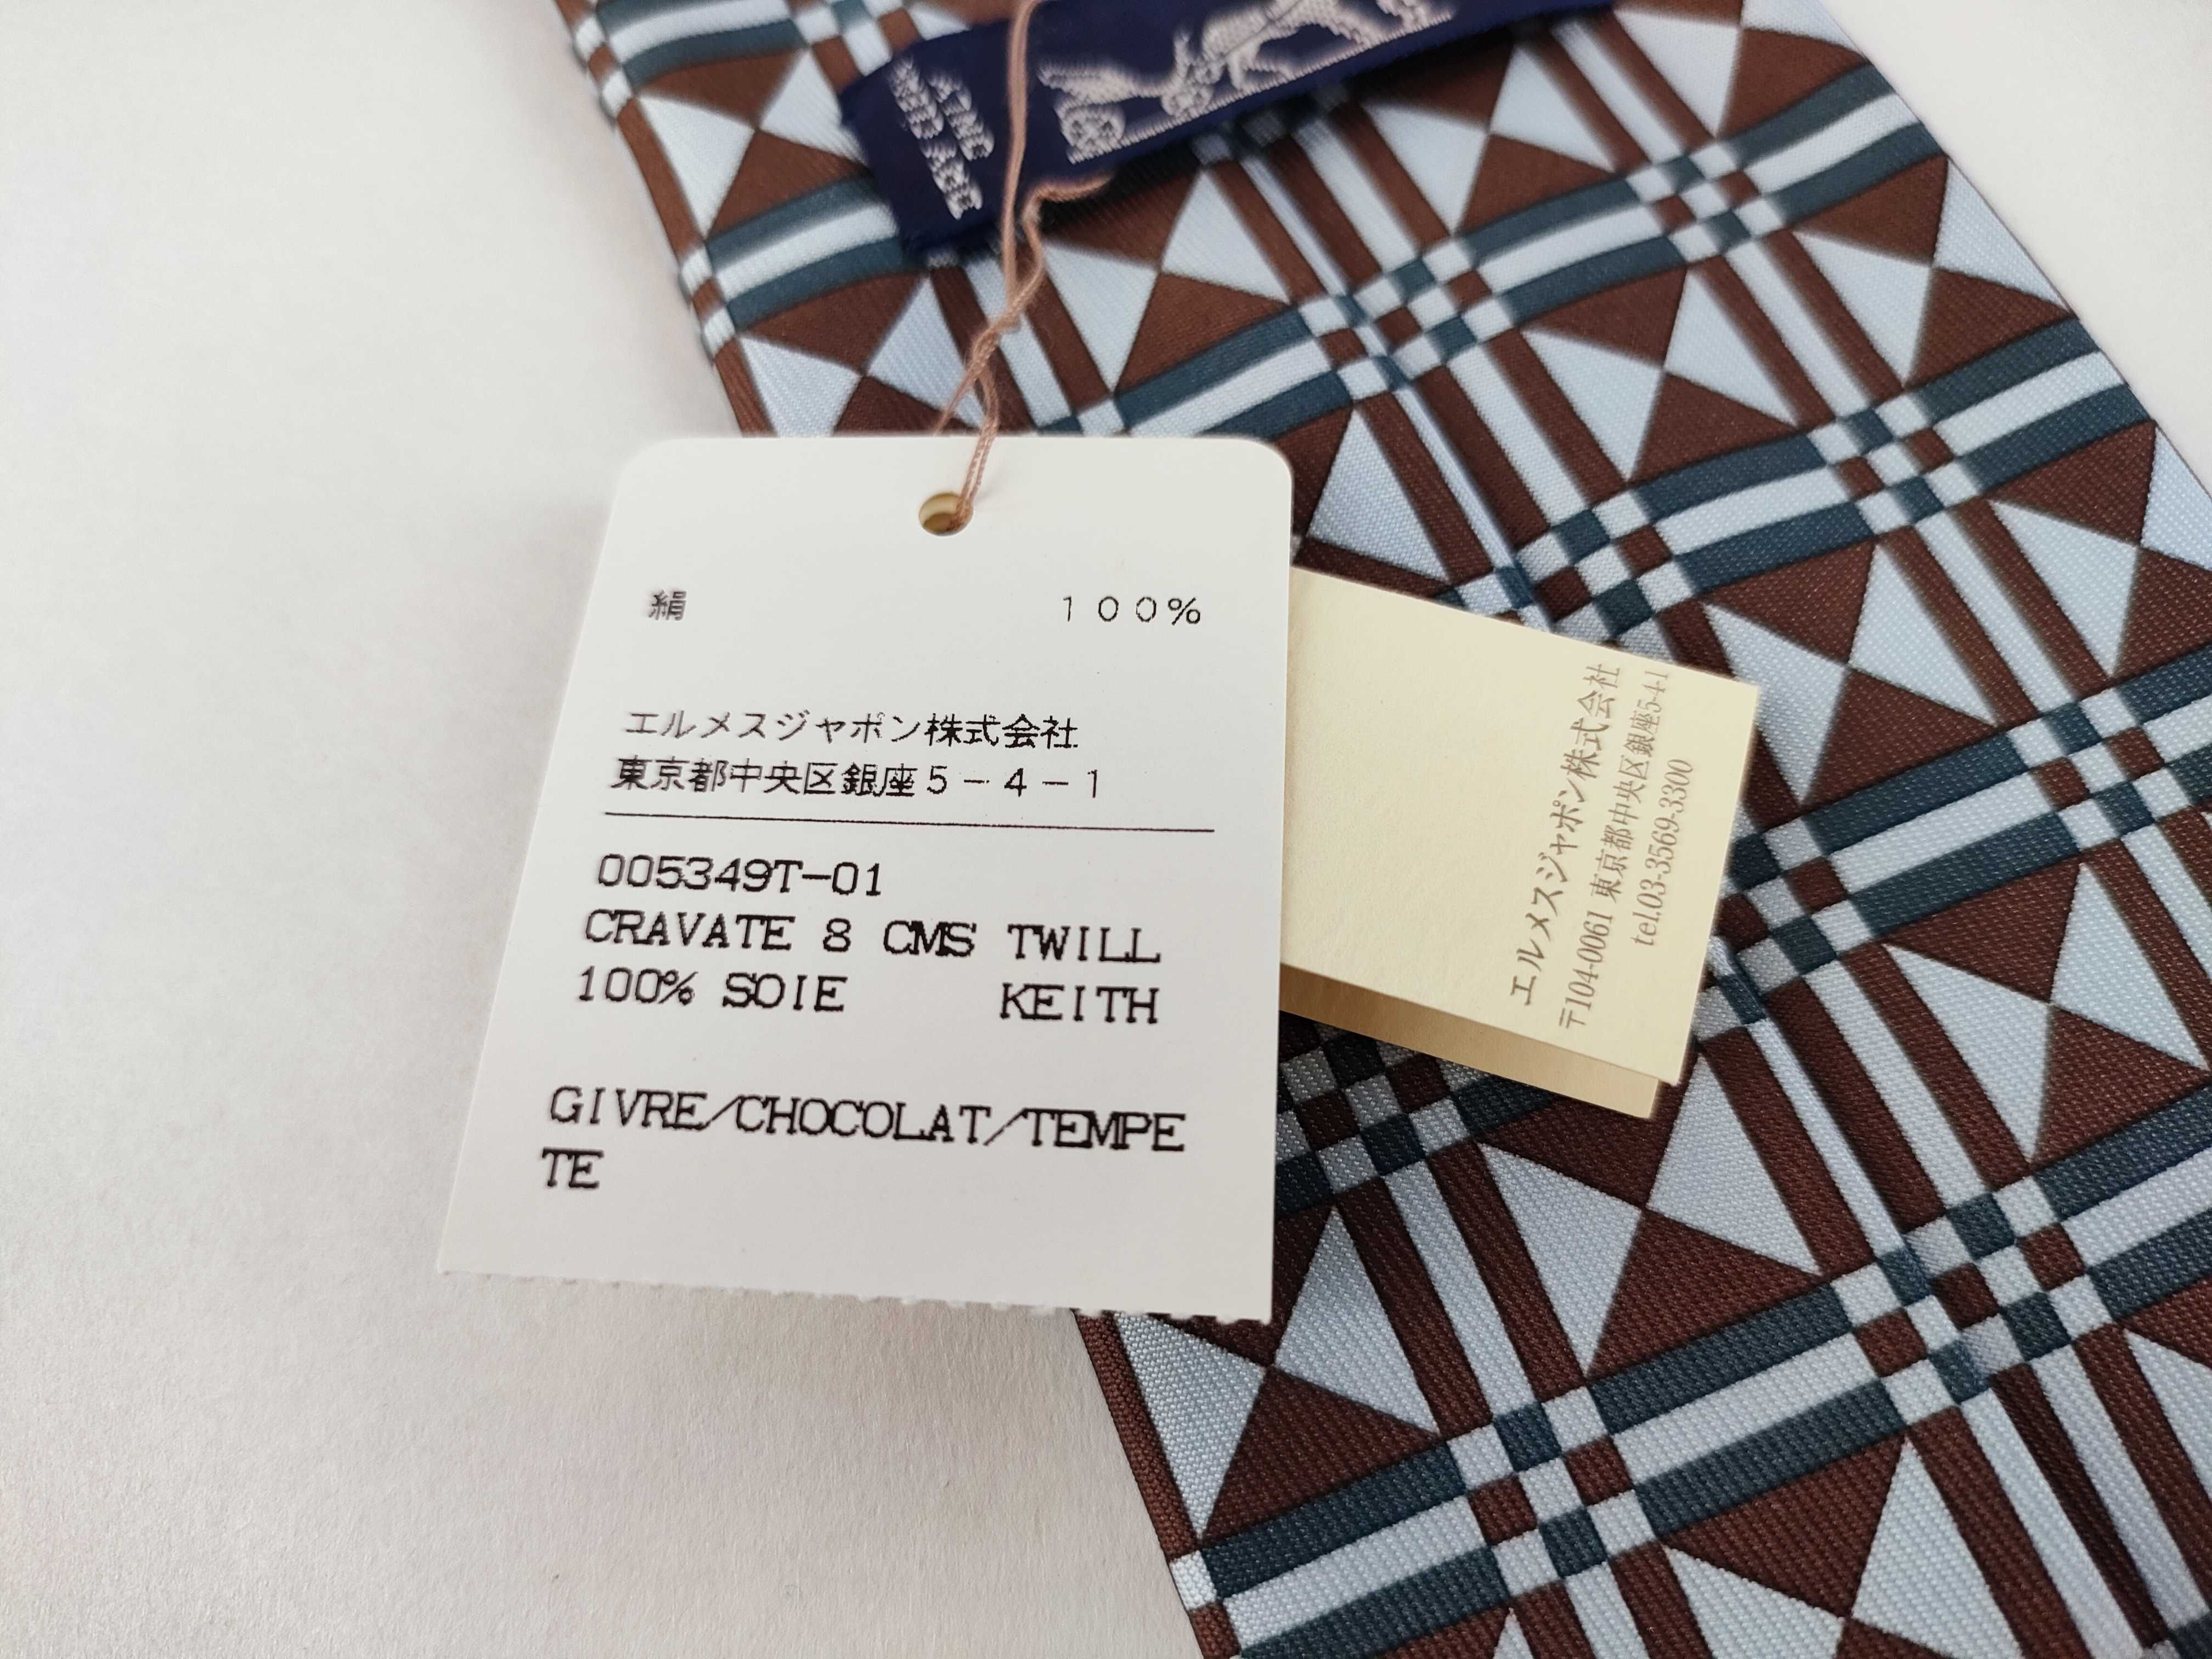 絹 100%
エルメスジャポン株式会社
東京都中央区銀座5-4-1
005349T-01
CRAVATE 8 CMS TWILL
100% SOIE KEITH
GIVRE/CHOCOLAT/TEMPE
TE
エルメスジャポン株式会社
〒104-0061 東京都中央区銀座5-4-1
tel.03-3569-3300